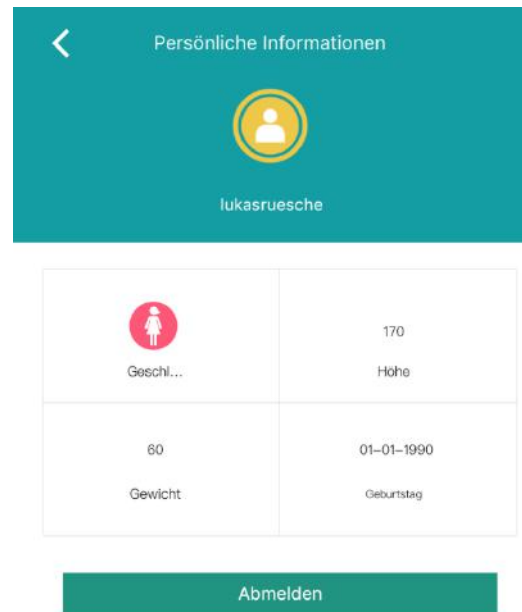 Persönliche Informationen
lukasruesche
Geschl...
170
Höhe
60
Gewicht
01-01-1990
Geburtstag
Abmelden